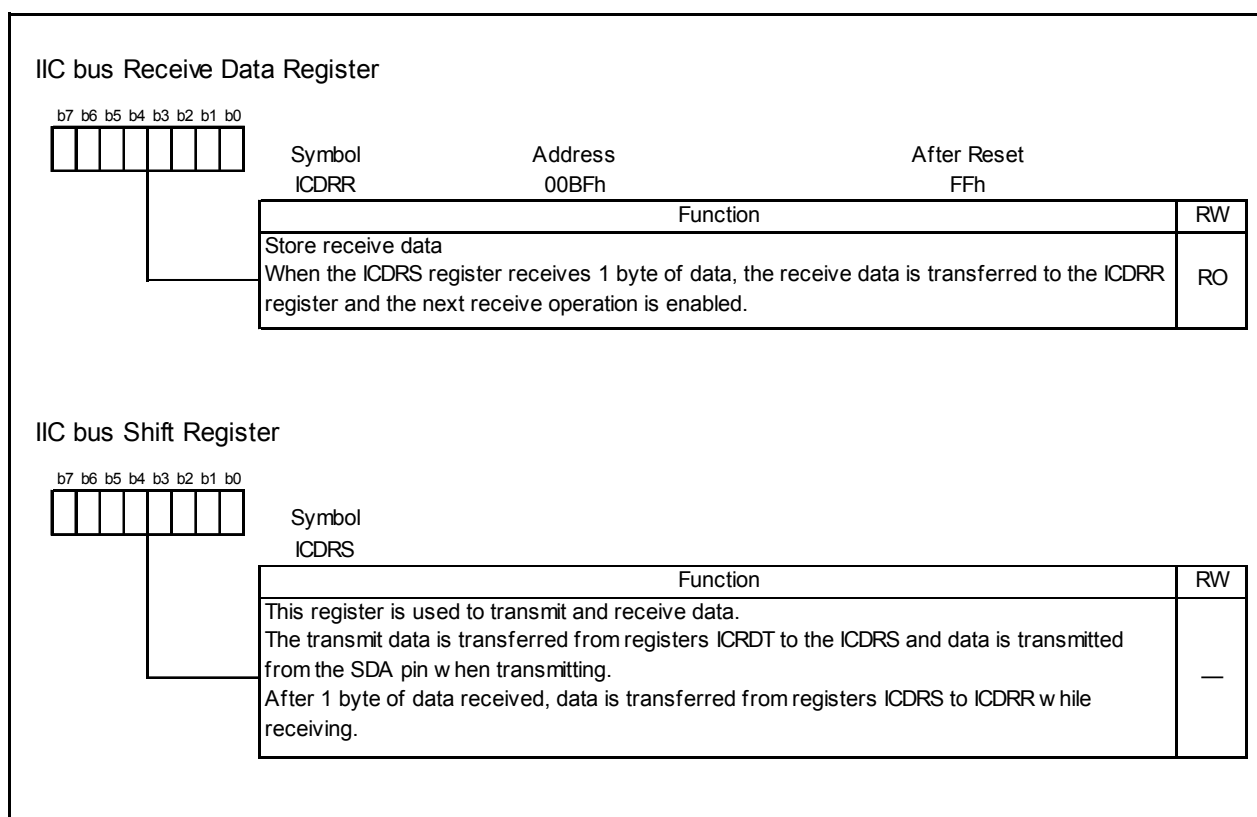 IIC bus Receive Data Register
b7 b6 b5 b4 b3 b2 b1 b0
Symbol Address After Reset
ICDRR 00BFh FFh
Function RW
Store receive data
When the ICDRS register receives 1 byte of data, the receive data is transferred to the ICDRR
register and the next receive operation is enabled.
RO
IIC bus Shift Register
b7 b6 b5 b4 b3 b2 b1 b0
Symbol
ICDRS
Function RW
This register is used to transmit and receive data.
The transmit data is transferred from registers ICRDT to the ICDRS and data is transmitted
from the SDA pin when transmitting.
After 1 byte of data received, data is transferred from registers ICDRS to ICDRR while
receiving.
—